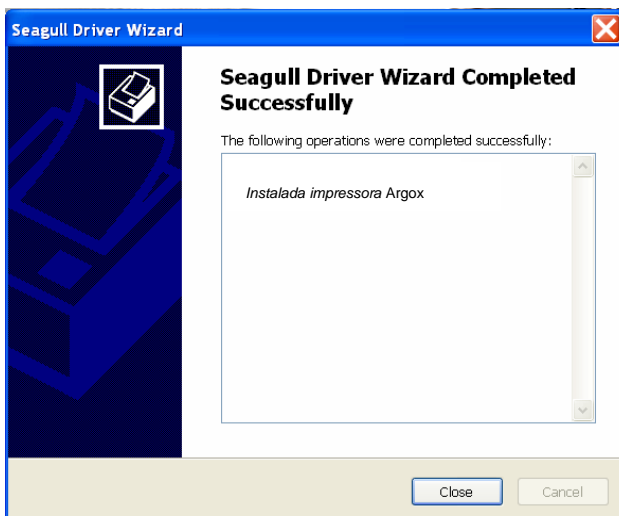 Seagull Driver Wizard
Seagull Driver Wizard Completed
Successfully
The following operations were completed successfully:
Instalada impressora Argox
Close
Cancel